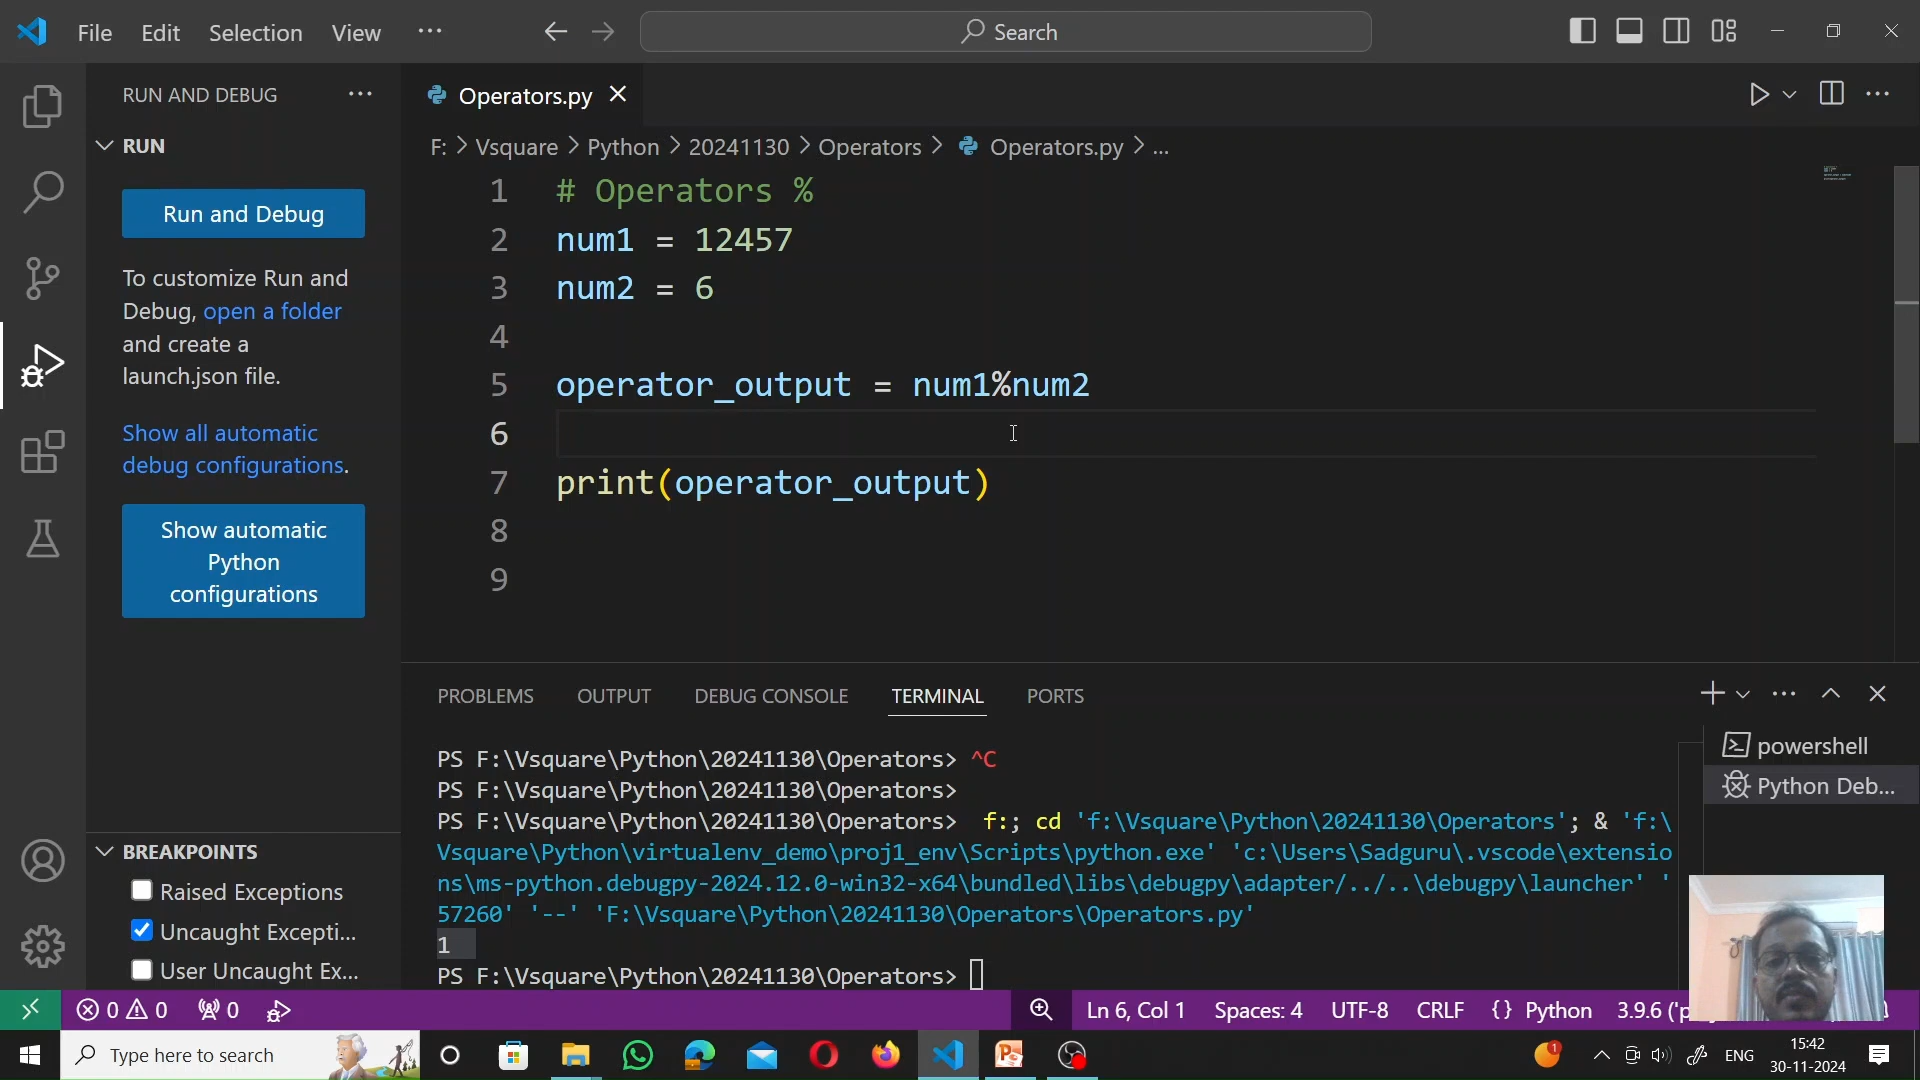 File Edit Selection View ··· Search
RUN AND DEBUG ···
RUN
Run and Debug
To customize Run and
Debug, open a folder
and create a
launch.json file.
Show all automatic
debug configurations.
Show automatic
Python
configurations
BREAKPOINTS
Raised Exceptions
Uncaught Excepti...
User Uncaught Ex...
Operators.py
F: > Vsquare > Python > 20241130 > Operators > Operators.py > ...
1 # Operators %
2 num1 = 12457
3 num2 = 6
4
5 operator_output = num1%num2
6
7 print(operator_output)
8
9
PROBLEMS OUTPUT DEBUG CONSOLE TERMINAL PORTS
PS F:\Vsquare\Python\20241130\Operators> ^C
PS F:\Vsquare\Python\20241130\Operators>
PS F:\Vsquare\Python\20241130\Operators>  f:; cd 'f:\Vsquare\Python\20241130\Operators'; & 'f:\
Vsquare\Python\virtualenv_demo\proj1_env\Scripts\python.exe' 'c:\Users\Sadguru\.vscode\extensio
ns\ms-python.debugpy-2024.12.0-win32-x64\bundled\libs\debugpy\adapter/../..\debugpy\launcher' '
57260' '--' 'F:\Vsquare\Python\20241130\Operators\Operators.py'
1
PS F:\Vsquare\Python\20241130\Operators>
powershell
Python Deb...
0 0 0 Ln 6, Col 1 Spaces: 4 UTF-8 CRLF {} Python 3.9.6 ('p
Type here to search
1
ENG
15:42
30-11-2024